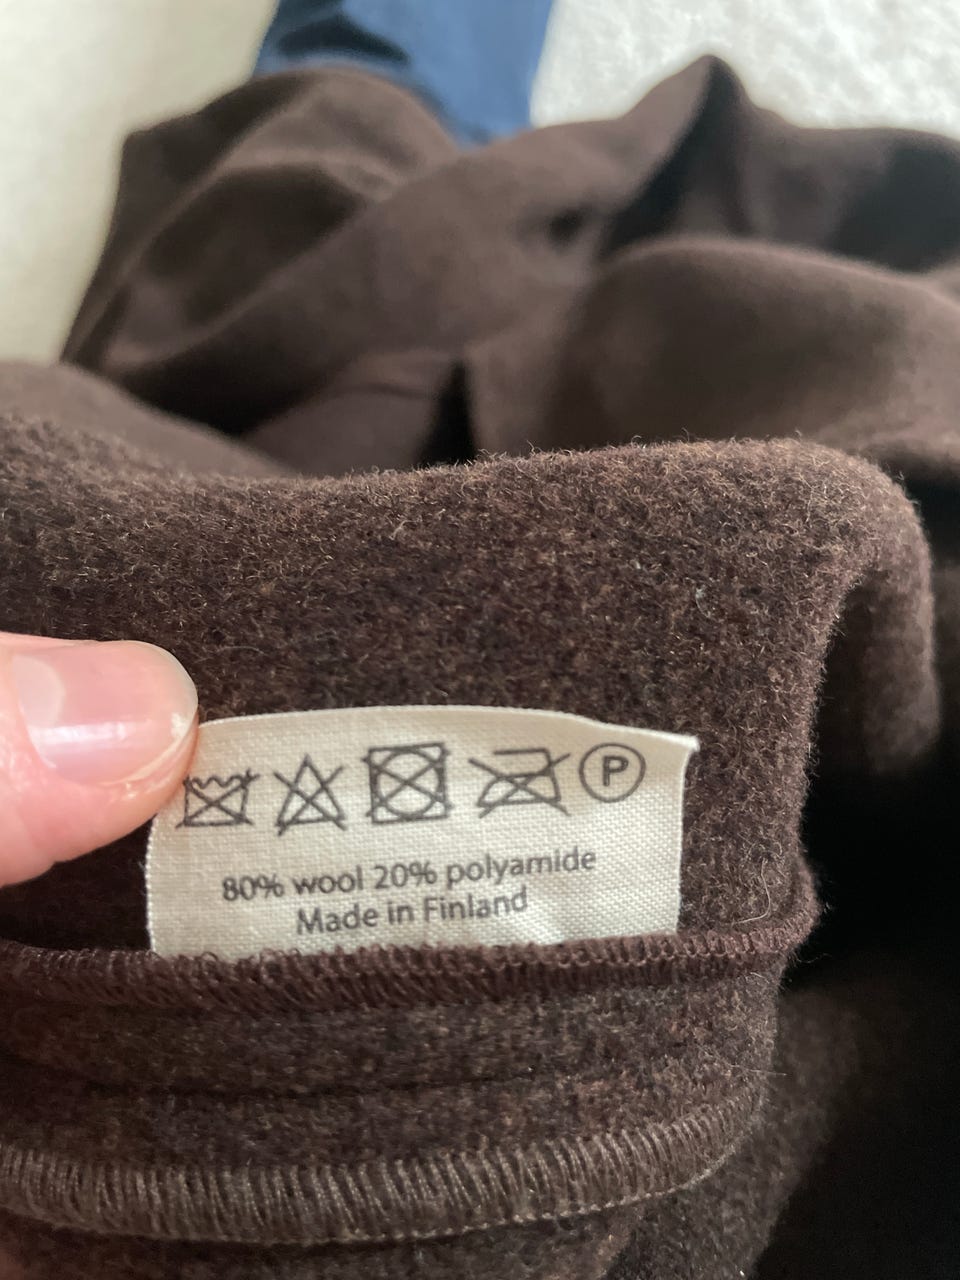 P
80% wool 20% polyamide
Made in Finland